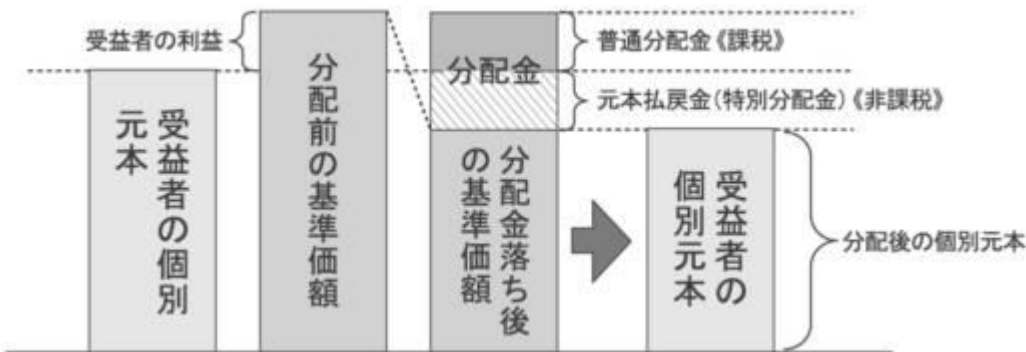 受益者の利益
受益者の個別
元本
分配前の基準価額
分配金
分配金落ち後
の基準価額
普通分配金《課税》
元本払戻金(特別分配金)《非課税》
受益者の
個別元本
分配後の個別元本